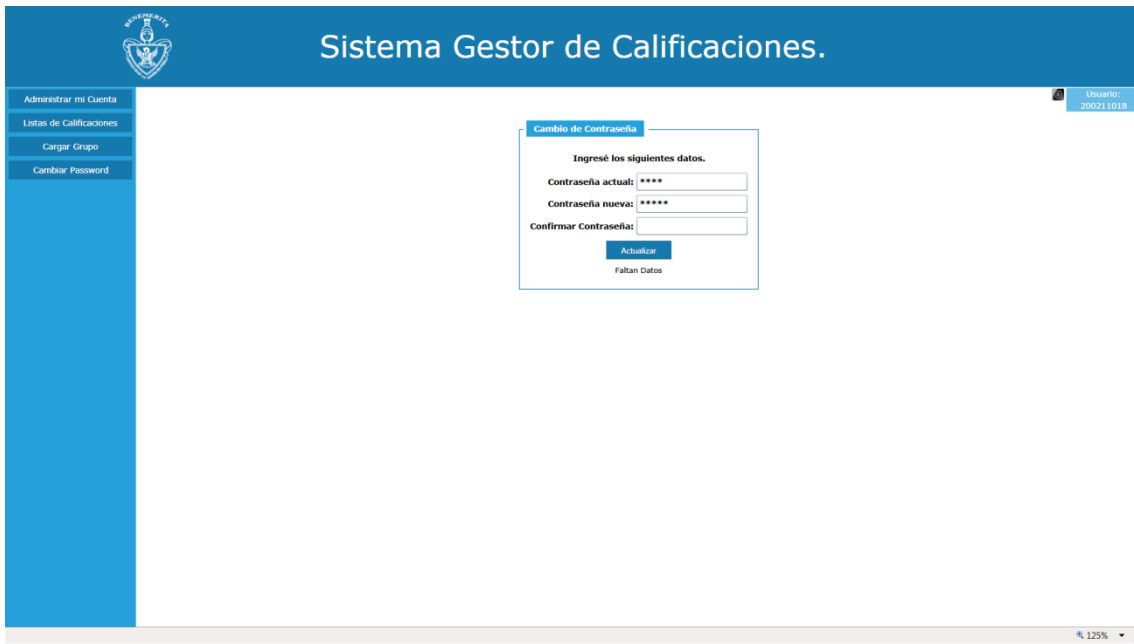 BENEMERITA
Sistema Gestor de Calificaciones.
Administrar mi Cuenta
Listas de Calificaciones
Cargar Grupo
Cambiar Password
Usuario:
200211018
Cambio de Contraseña
Ingresé los siguientes datos.
Contraseña actual: ****
Contraseña nueva: *****
Confirmar Contraseña:
Actualizar
Faltan Datos
125%